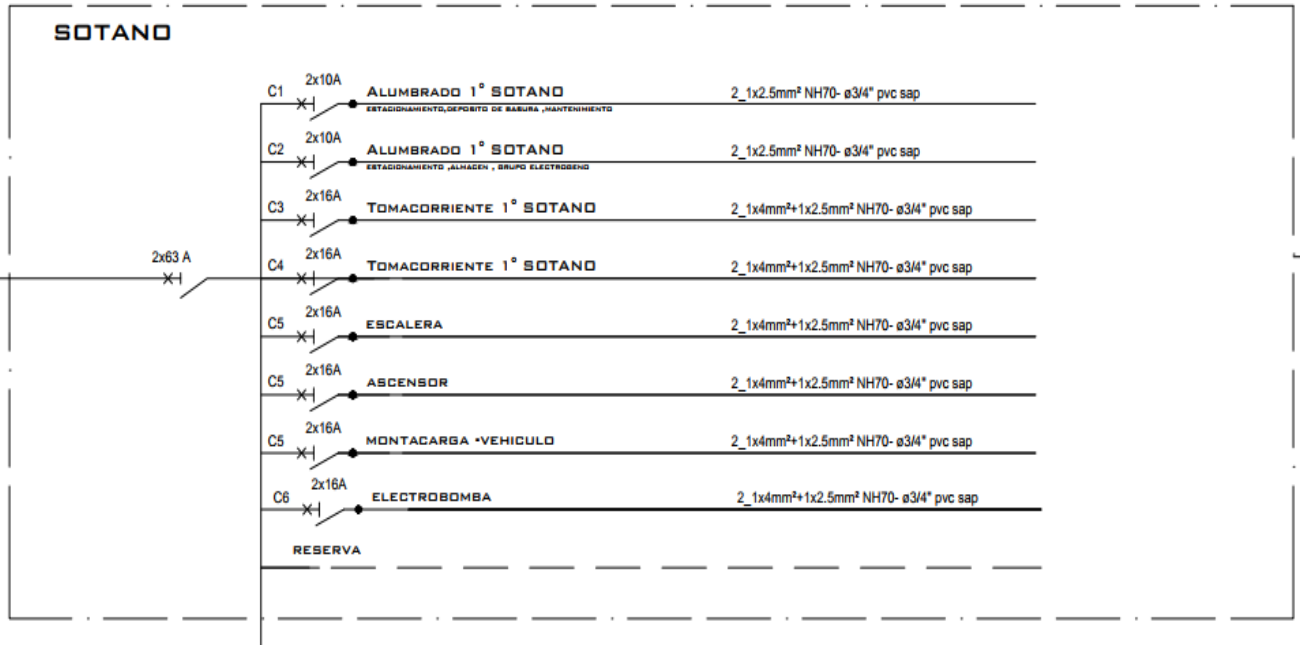 SOTANO
C1 2x10A ALUMBRADO 1° SOTANO 2_1x2.5mm² NH70- ø3/4" pvc sap
ESTACIONAMIENTO,DEPOSITO DE BASURA ,MANTENIMIENTO
C2 2x10A ALUMBRADO 1° SOTANO 2_1x2.5mm² NH70- ø3/4" pvc sap
ESTACIONAMIENTO ,ALMACEN , GRUPO ELECTROGENO
C3 2x16A TOMACORRIENTE 1° SOTANO 2_1x4mm²+1x2.5mm² NH70- ø3/4" pvc sap
2x63 A
C4 2x16A TOMACORRIENTE 1° SOTANO 2_1x4mm²+1x2.5mm² NH70- ø3/4" pvc sap
C5 2x16A ESCALERA 2_1x4mm²+1x2.5mm² NH70- ø3/4" pvc sap
C5 2x16A ASCENSOR 2_1x4mm²+1x2.5mm² NH70- ø3/4" pvc sap
C5 2x16A MONTACARGA -VEHICULO 2_1x4mm²+1x2.5mm² NH70- ø3/4" pvc sap
C6 2x16A ELECTROBOMBA 2_1x4mm²+1x2.5mm² NH70- ø3/4" pvc sap
RESERVA